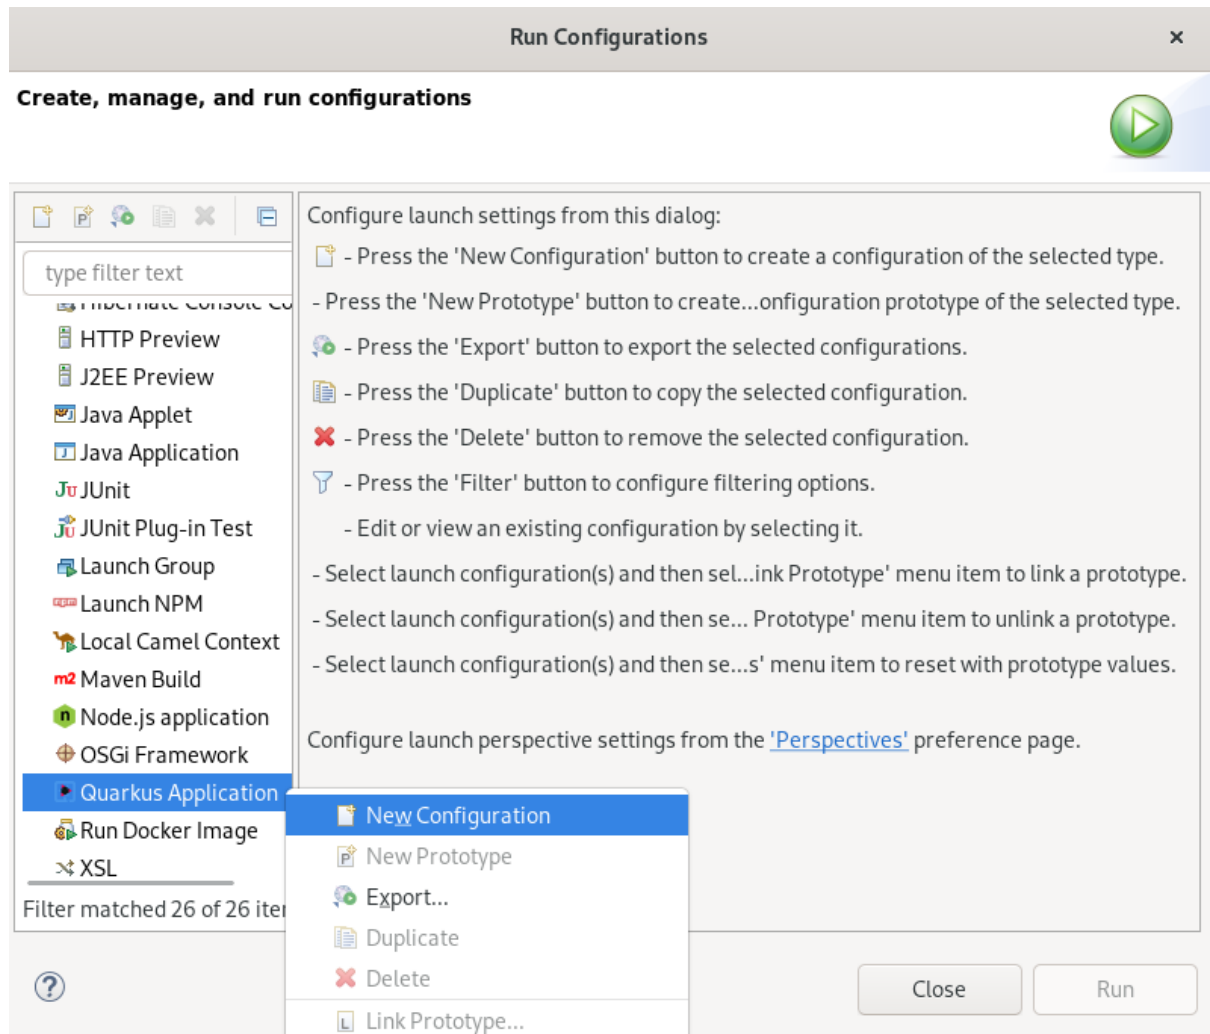 Run Configurations
Create, manage, and run configurations
type filter text
Hibernate Console Co
HTTP Preview
J2EE Preview
Java Applet
Java Application
JUnit
JUnit Plug-in Test
Launch Group
Launch NPM
Local Camel Context
m2 Maven Build
Node.js application
OSGi Framework
Quarkus Application
Run Docker Image
XSL
Filter matched 26 of 26 iter
Configure launch settings from this dialog:
- Press the 'New Configuration' button to create a configuration of the selected type.
- Press the 'New Prototype' button to create...onfiguration prototype of the selected type.
- Press the 'Export' button to export the selected configurations.
- Press the 'Duplicate' button to copy the selected configuration.
- Press the 'Delete' button to remove the selected configuration.
- Press the 'Filter' button to configure filtering options.
- Edit or view an existing configuration by selecting it.
- Select launch configuration(s) and then sel...ink Prototype' menu item to link a prototype.
- Select launch configuration(s) and then se... Prototype' menu item to unlink a prototype.
- Select launch configuration(s) and then se...s' menu item to reset with prototype values.
Configure launch perspective settings from the 'Perspectives' preference page.
New Configuration
New Prototype
Export...
Duplicate
Delete
Link Prototype...
Close
Run